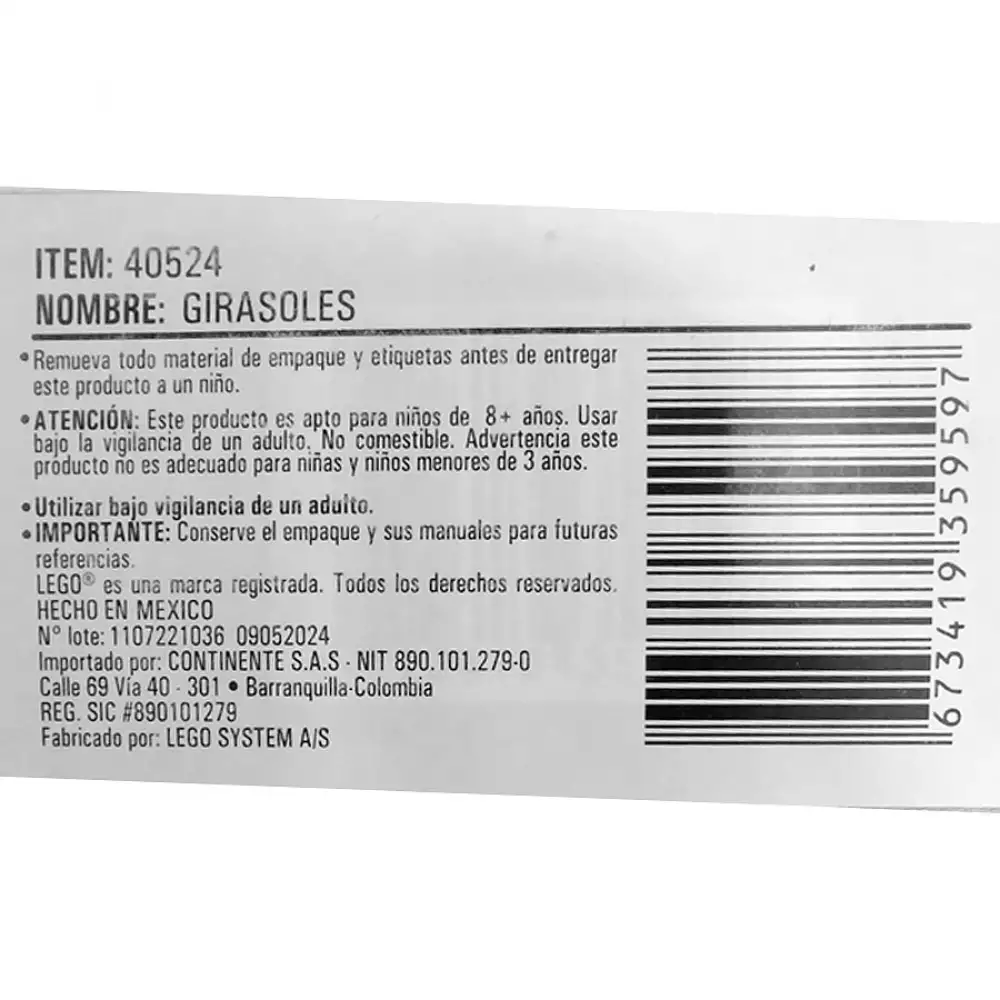 ITEM: 40524
NOMBRE: GIRASOLES
• Remueva todo material de empaque y etiquetas antes de entregar
este producto a un niño.
• ATENCIÓN: Este producto es apto para niños de 8+ años. Usar
bajo la vigilancia de un adulto. No comestible. Advertencia este
producto no es adecuado para niñas y niños menores de 3 años.
• Utilizar bajo vigilancia de un adulto.
• IMPORTANTE: Conserve el empaque y sus manuales para futuras
referencias.
LEGO® es una marca registrada. Todos los derechos reservados.
HECHO EN MEXICO
N° lote: 1107221036 09052024
Importado por: CONTINENTE S.A.S - NIT 890.101.279-0
Calle 69 Vía 40 - 301 • Barranquilla-Colombia
REG. SIC #890101279
Fabricado por: LEGO SYSTEM A/S
673419359597